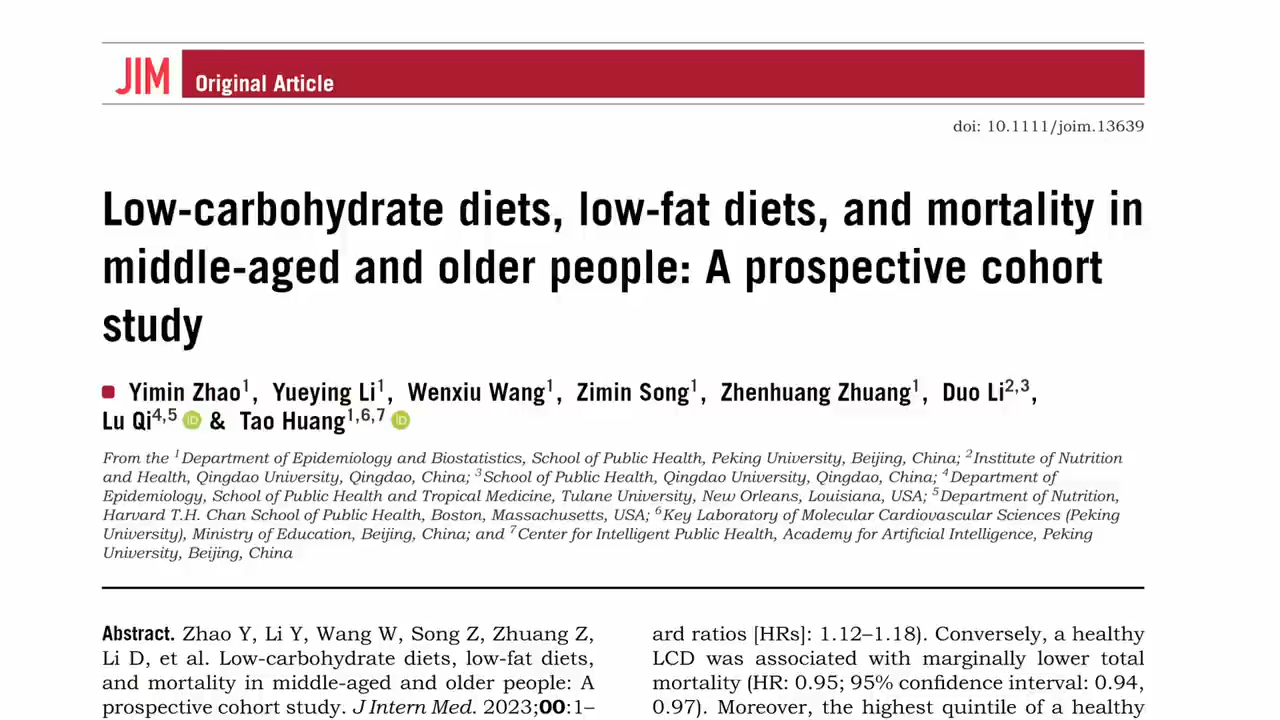 JIM Original Article
doi: 10.1111/joim.13639
Low-carbohydrate diets, low-fat diets, and mortality in
middle-aged and older people: A prospective cohort
study
Yimin Zhao1, Yueying Li1, Wenxiu Wang1, Zimin Song1, Zhenhuang Zhuang1, Duo Li2,3,
Lu Qi4,5 iD & Tao Huang1,6,7 iD
From the 1Department of Epidemiology and Biostatistics, School of Public Health, Peking University, Beijing, China; 2Institute of Nutrition
and Health, Qingdao University, Qingdao, China; 3School of Public Health, Qingdao University, Qingdao, China; 4Department of
Epidemiology, School of Public Health and Tropical Medicine, Tulane University, New Orleans, Louisiana, USA; 5Department of Nutrition,
Harvard T.H. Chan School of Public Health, Boston, Massachusetts, USA; 6Key Laboratory of Molecular Cardiovascular Sciences (Peking
University), Ministry of Education, Beijing, China; and 7Center for Intelligent Public Health, Academy for Artificial Intelligence, Peking
University, Beijing, China
Abstract. Zhao Y, Li Y, Wang W, Song Z, Zhuang Z,
Li D, et al. Low-carbohydrate diets, low-fat diets,
and mortality in middle-aged and older people: A
prospective cohort study. J Intern Med. 2023;00:1–
ard ratios [HRs]: 1.12–1.18). Conversely, a healthy
LCD was associated with marginally lower total
mortality (HR: 0.95; 95% confidence interval: 0.94,
0.97). Moreover, the highest quintile of a healthy